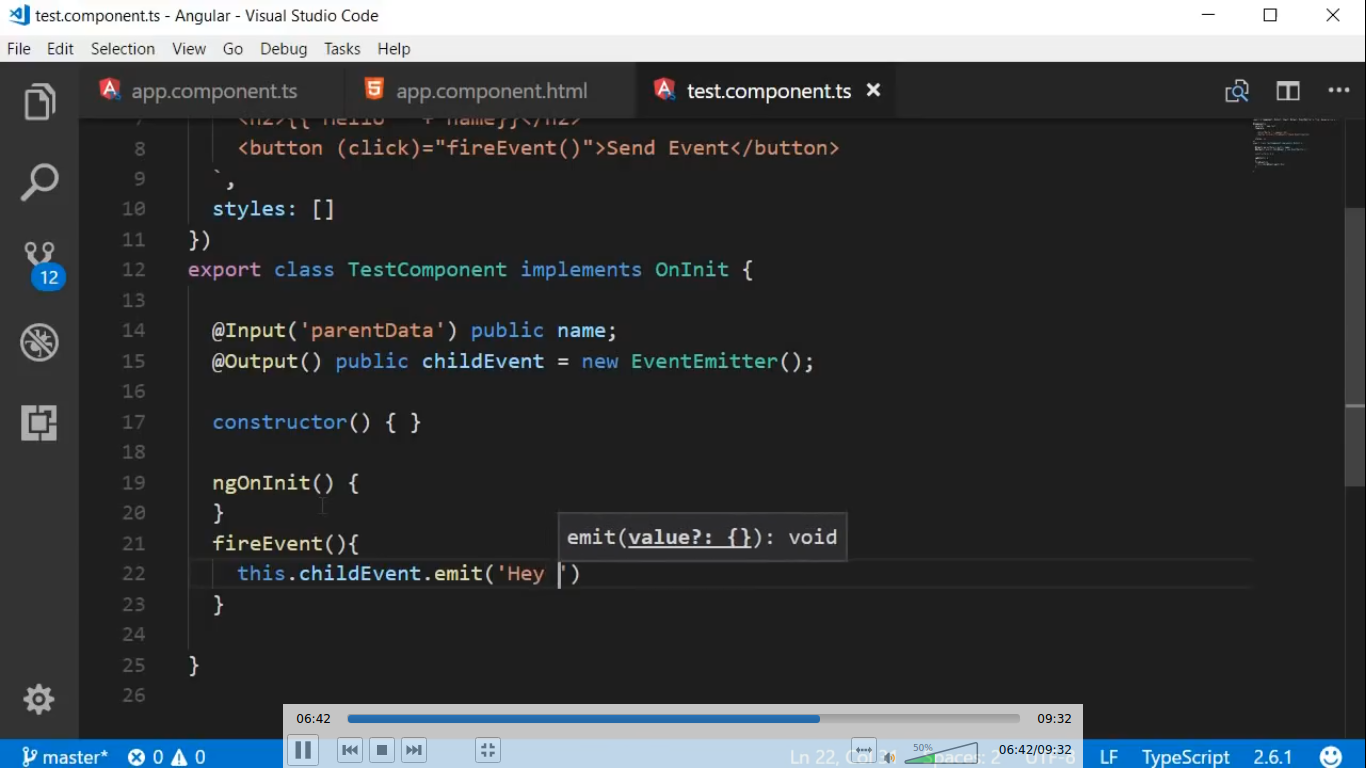 test.component.ts - Angular - Visual Studio Code
File Edit Selection View Go Debug Tasks Help
app.component.ts app.component.html test.component.ts
7 <h2>{{"Hello " + name}}</h2>
8 <button (click)="fireEvent()">Send Event</button>
9 `,
10 styles: []
11 })
12 export class TestComponent implements OnInit {
13
14 @Input('parentData') public name;
15 @Output() public childEvent = new EventEmitter();
16
17 constructor() { }
18
19 ngOnInit() {
20 }
21 fireEvent(){
emit(value?: {}): void
22 this.childEvent.emit('Hey ')
23 }
24
25 }
26
12
06:42 09:32
50% 06:42/09:32
master* 0 0 Ln 22, Col 31 Spaces: 2 UTF-8 LF TypeScript 2.6.1